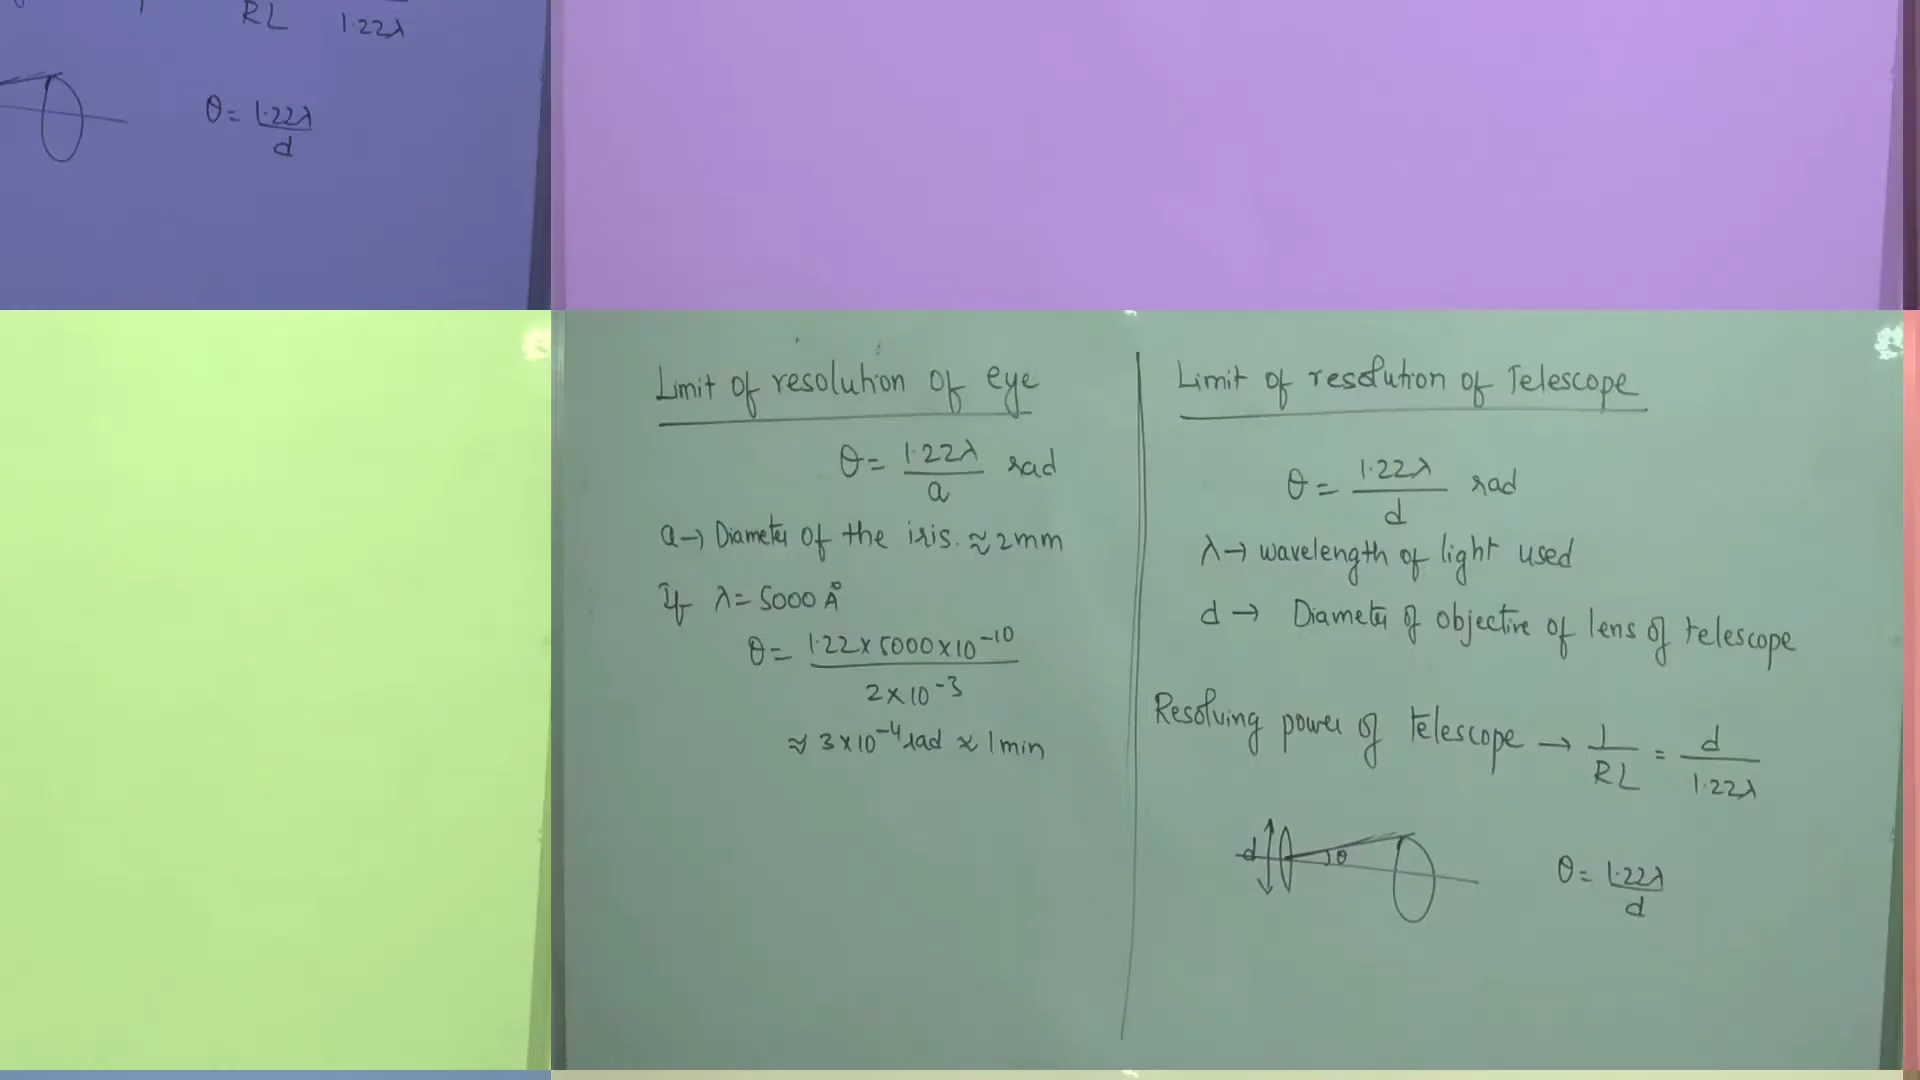 RL 1.22λ
θ = 1.22λ
d
Limit of resolution of eye
θ = 1.22λ rad
a
a → Diameter of the iris. ≈ 2mm
If λ = 5000 Å
θ = 1.22 × 5000 × 10⁻¹⁰
2 × 10⁻³
≈ 3 × 10⁻⁴ rad ≈ 1 min
Limit of resolution of Telescope
θ = 1.22λ rad
d
λ → wavelength of light used
d → Diameter of objective of lens of telescope
Resolving power of telescope → 1 = d
RL 1.22λ
d θ
θ = 1.22λ
d